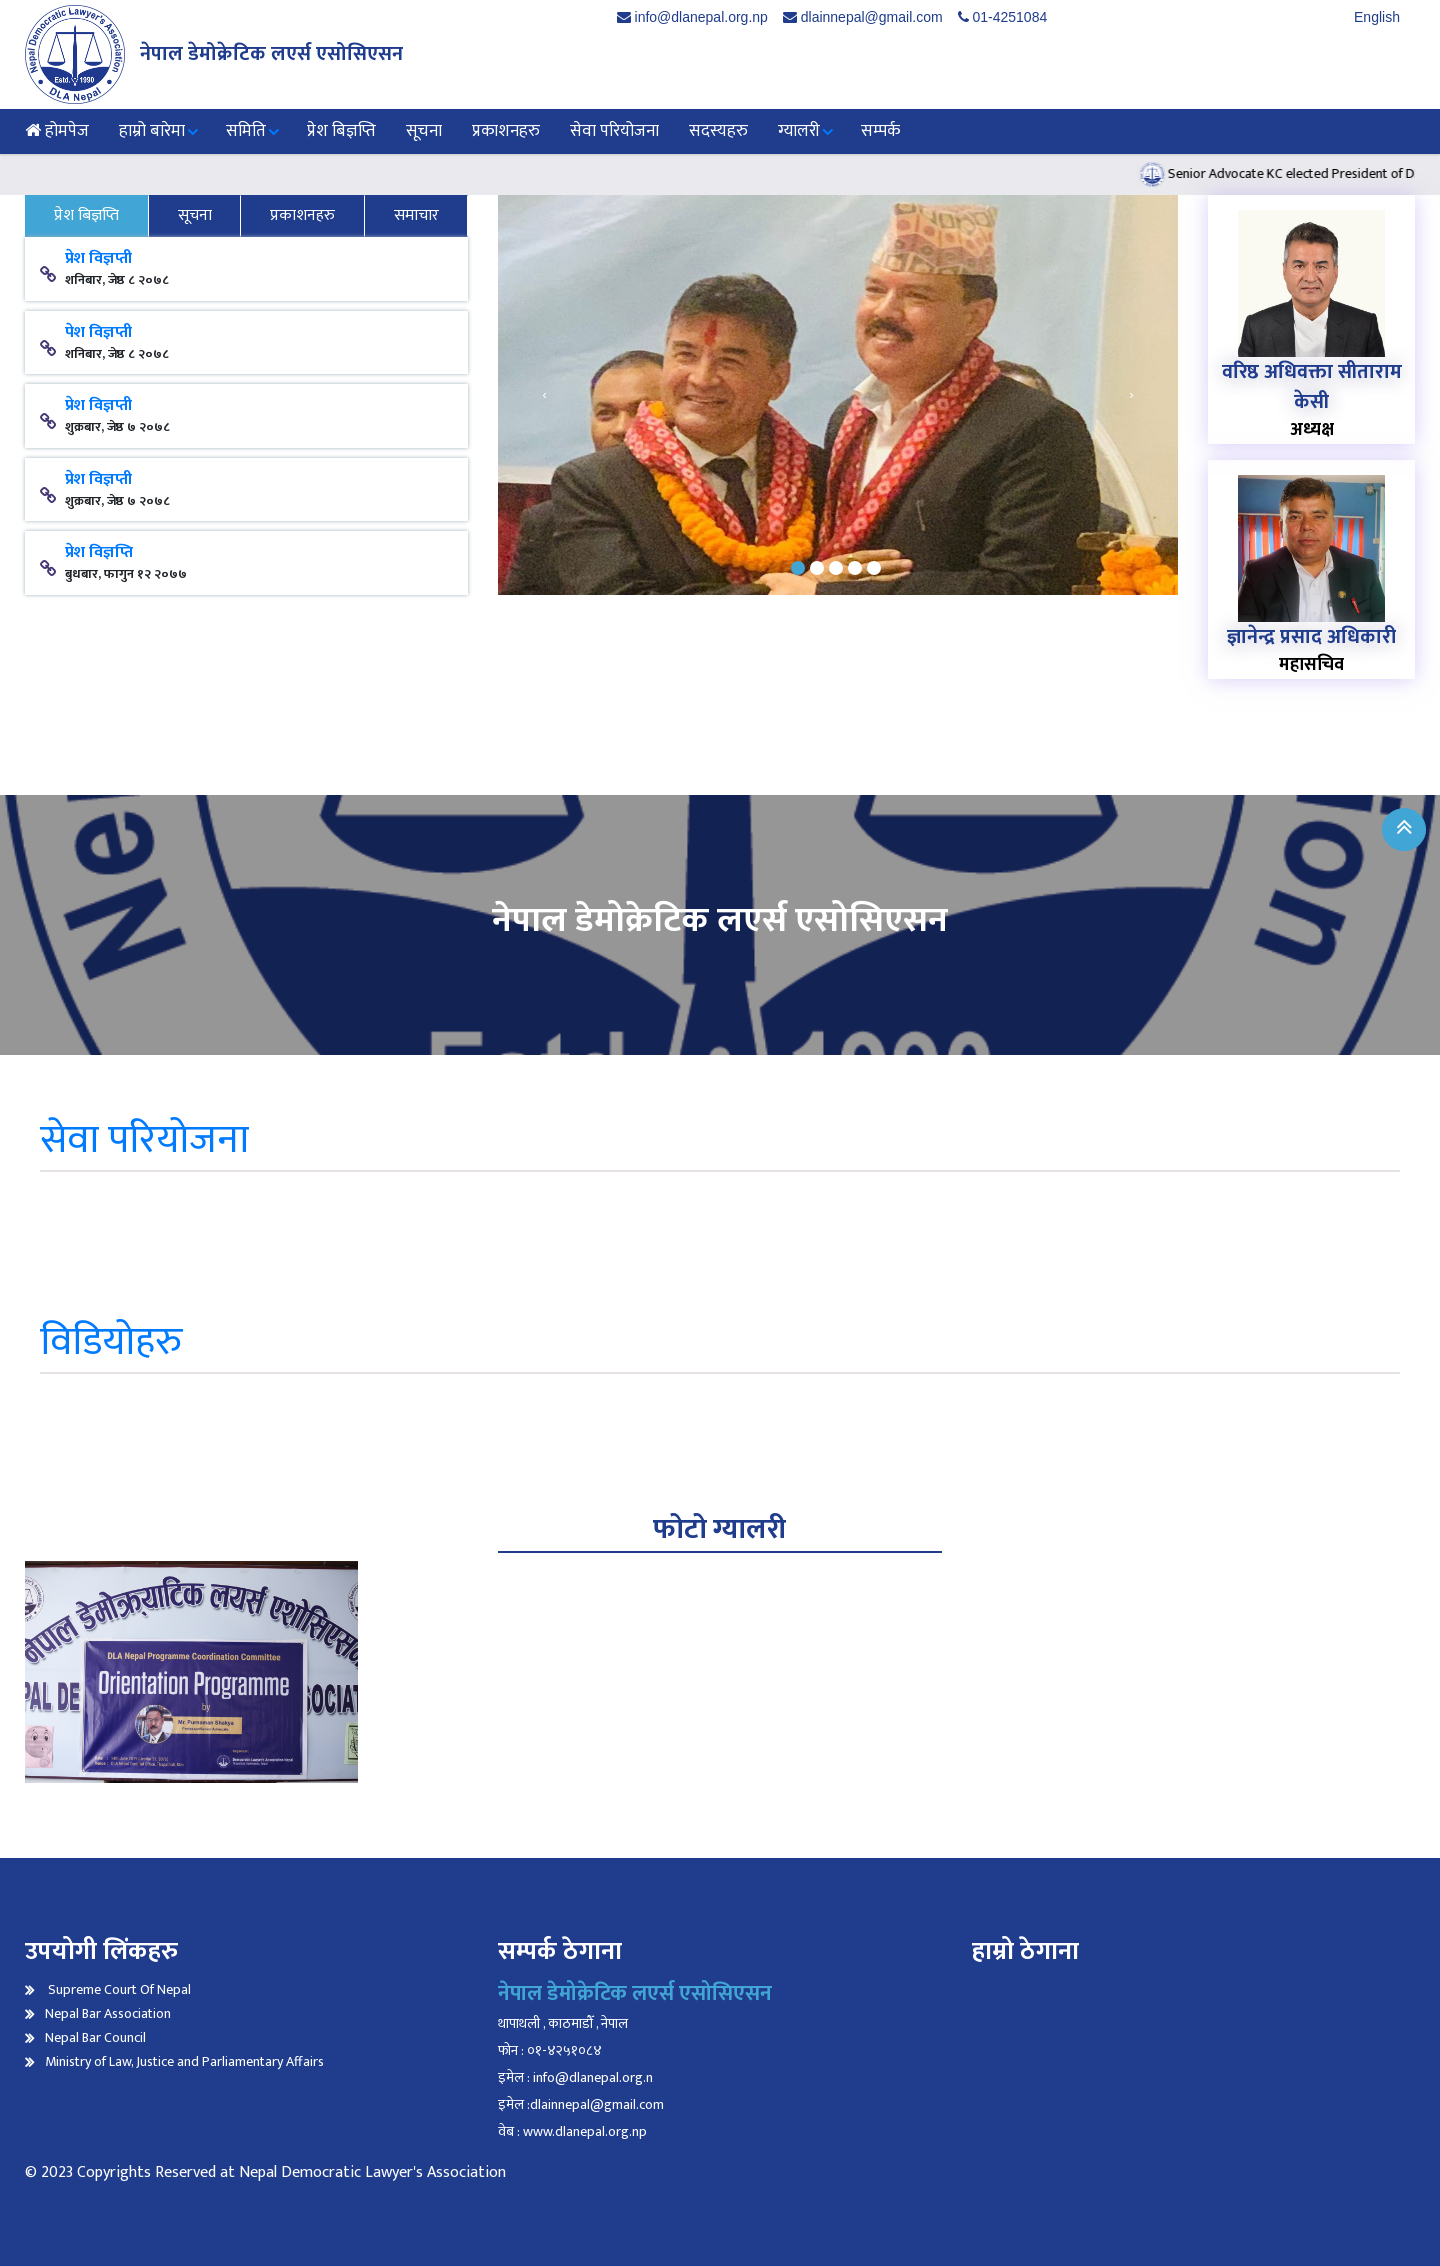 Nepal Democratic Lawyer's Association
Estd. 1990
DLA Nepal
नेपाल डेमोक्रेटिक लएर्स एसोसिएसन
info@dlanepal.org.np dlainnepal@gmail.com 01-4251084 English
होमपेज हाम्रो बारेमा समिति प्रेश बिज्ञप्ति सूचना प्रकाशनहरु सेवा परियोजना सदस्यहरु ग्यालरी सम्पर्क
Senior Advocate KC elected President of D
प्रेश बिज्ञप्ति सूचना प्रकाशनहरु समाचार
प्रेश विज्ञप्ती
शनिबार, जेष्ठ ८ २०७८
पेश विज्ञप्ती
शनिबार, जेष्ठ ८ २०७८
प्रेश विज्ञप्ती
शुक्रबार, जेष्ठ ७ २०७८
प्रेश विज्ञप्ती
शुक्रबार, जेष्ठ ७ २०७८
प्रेश विज्ञप्ति
बुधबार, फागुन १२ २०७७
वरिष्ठ अधिवक्ता सीताराम
केसी
अध्यक्ष
ज्ञानेन्द्र प्रसाद अधिकारी
महासचिव
नेपाल डेमोक्रेटिक लएर्स एसोसिएसन
Estd. 1990
सेवा परियोजना
विडियोहरु
फोटो ग्यालरी
नेपाल डेमोक्र्याटिक लयर्स एशोसिएसन
DLA Nepal Programme Coordination Committee
Orientation Programme
by
Mr. Purnaman Shakya
उपयोगी लिंकहरु
Supreme Court Of Nepal
Nepal Bar Association
Nepal Bar Council
Ministry of Law, Justice and Parliamentary Affairs
सम्पर्क ठेगाना
नेपाल डेमोक्रेटिक लएर्स एसोसिएसन
थापाथली , काठमाडौँ , नेपाल
फोन : ०१-४२५१०८४
इमेल : info@dlanepal.org.n
इमेल :dlainnepal@gmail.com
वेब : www.dlanepal.org.np
हाम्रो ठेगाना
© 2023 Copyrights Reserved at Nepal Democratic Lawyer's Association